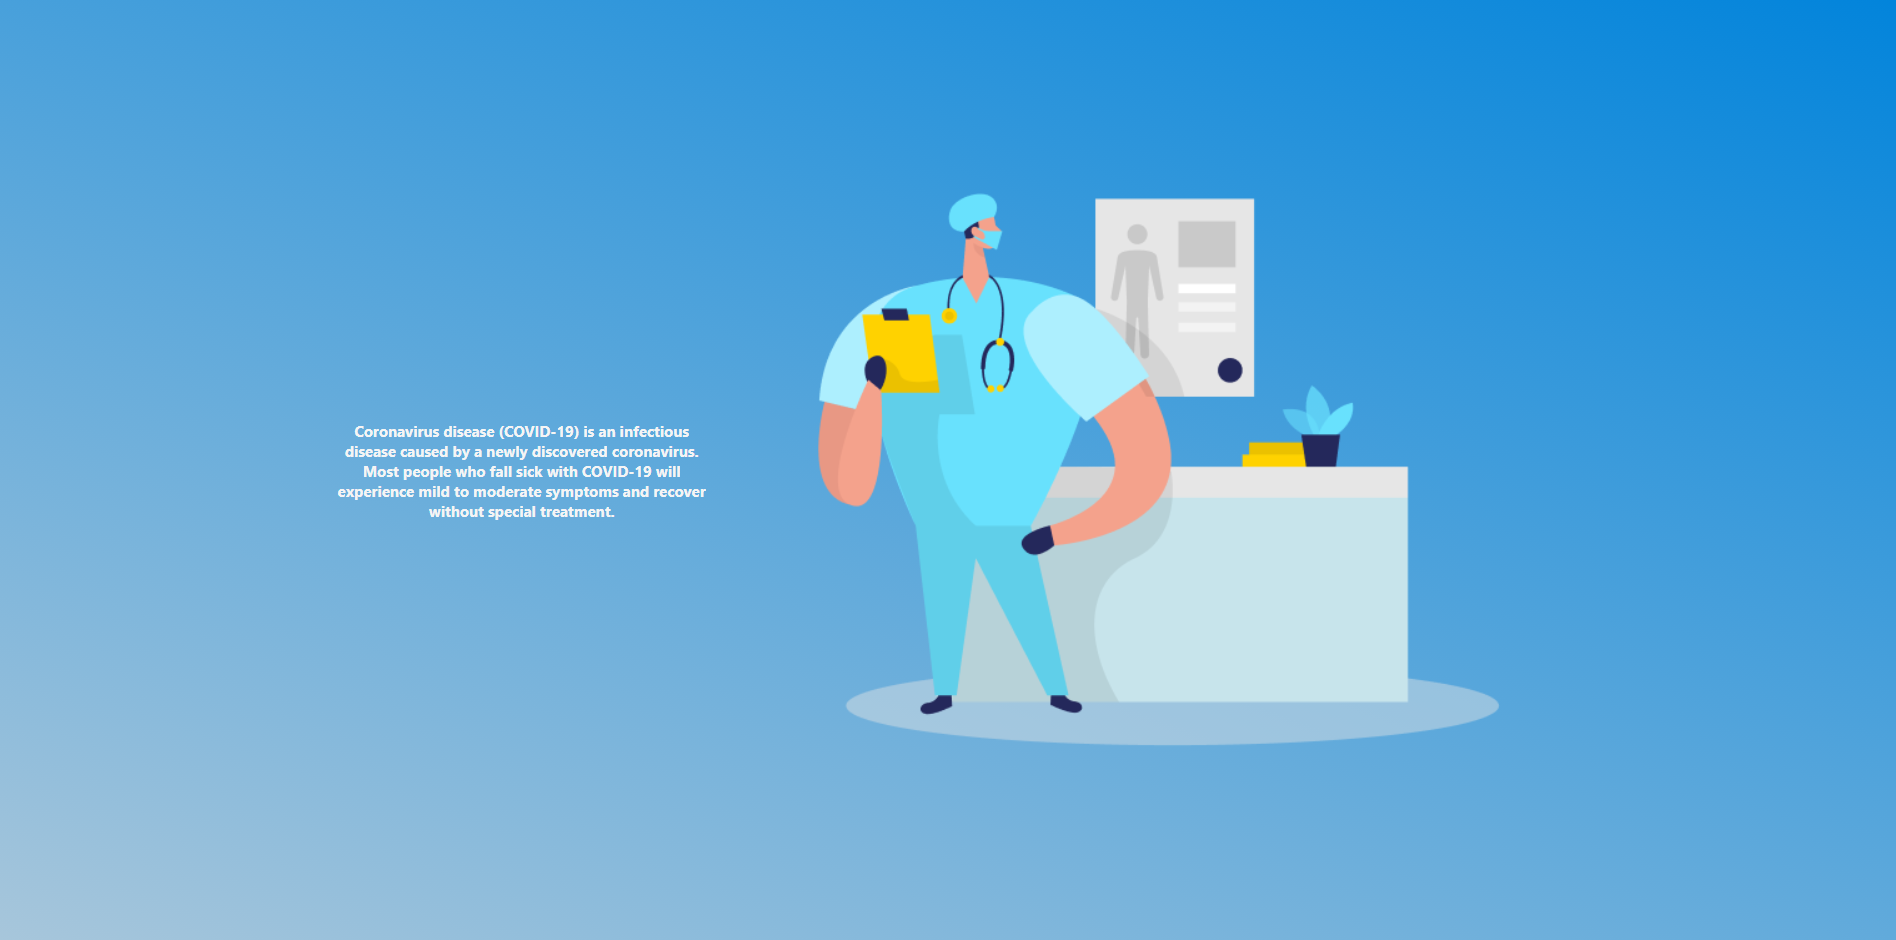 Coronavirus disease (COVID-19) is an infectious
disease caused by a newly discovered coronavirus.
Most people who fall sick with COVID-19 will
experience mild to moderate symptoms and recover
without special treatment.